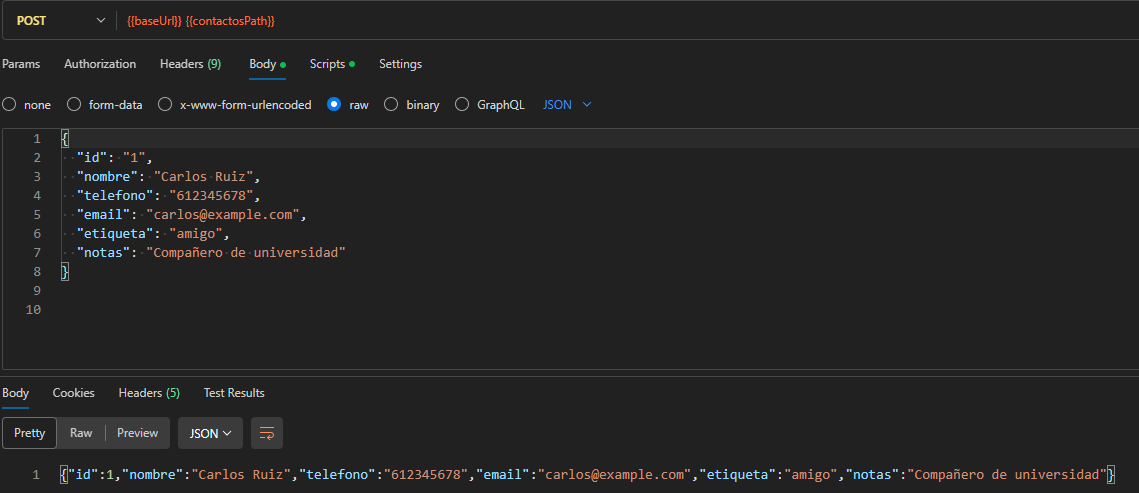 POST {{baseUrl}} {{contactosPath}}
Params Authorization Headers (9) Body Scripts Settings
none form-data x-www-form-urlencoded raw binary GraphQL JSON
1 {
2 "id": "1",
3 "nombre": "Carlos Ruiz",
4 "telefono": "612345678",
5 "email": "carlos@example.com",
6 "etiqueta": "amigo",
7 "notas": "Compañero de universidad"
8 }
9
10
Body Cookies Headers (5) Test Results
Pretty Raw Preview JSON
1 {"id":1,"nombre":"Carlos Ruiz","telefono":"612345678","email":"carlos@example.com","etiqueta":"amigo","notas":"Compañero de universidad"}